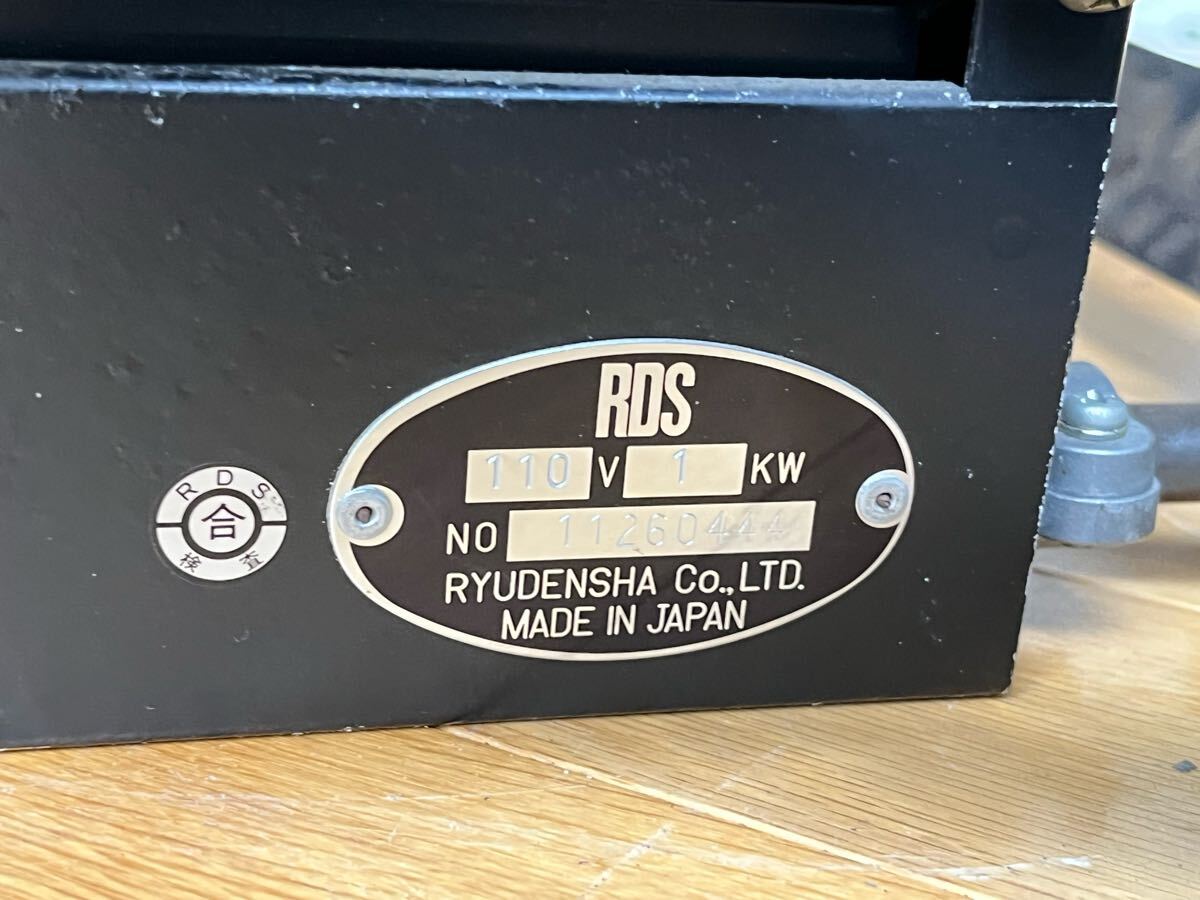 RDS
110 V 1 KW
NO 11260444
RYUDENSHA Co., LTD.
MADE IN JAPAN
RDS
合
検査